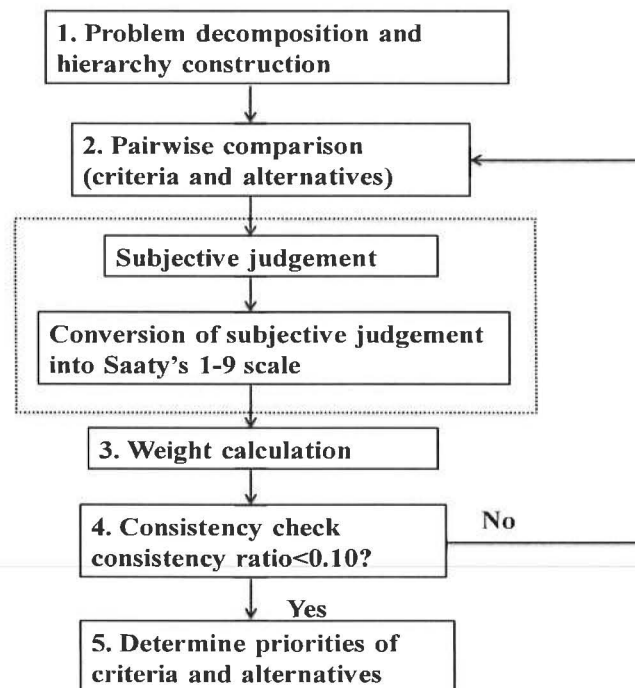 1. Problem decomposition and
hierarchy construction
2. Pairwise comparison
(criteria and alternatives)
Subjective judgement
Conversion of subjective judgement
into Saaty's 1-9 scale
3. Weight calculation
4. Consistency check
consistency ratio<0.10?
No
Yes
5. Determine priorities of
criteria and alternatives